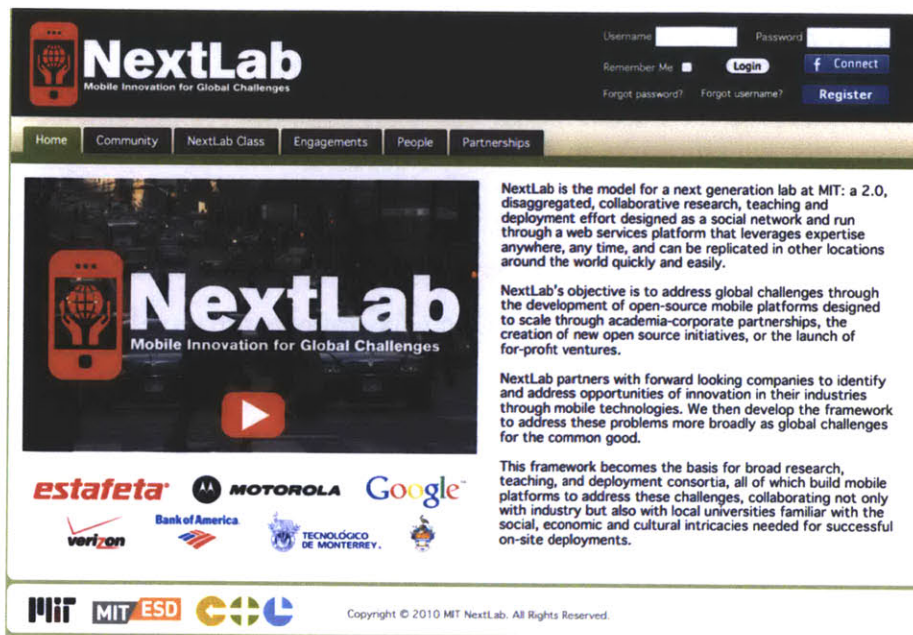 NextLab
Mobile Innovation for Global Challenges
Username
Password
Remember Me
Login
f Connect
Forgot password?
Forgot username?
Register
Home
Community
NextLab Class
Engagements
People
Partnerships
NextLab
Mobile Innovation for Global Challenges
NextLab is the model for a next generation lab at MIT: a 2.0,
disaggregated, collaborative research, teaching and
deployment effort designed as a social network and run
through a web services platform that leverages expertise
anywhere, any time, and can be replicated in other locations
around the world quickly and easily.
NextLab's objective is to address global challenges through
the development of open-source mobile platforms designed
to scale through academia-corporate partnerships, the
creation of new open source initiatives, or the launch of
for-profit ventures.
NextLab partners with forward looking companies to identify
and address opportunities of innovation in their industries
through mobile technologies. We then develop the framework
to address these problems more broadly as global challenges
for the common good.
This framework becomes the basis for broad research,
teaching, and deployment consortia, all of which build mobile
platforms to address these challenges, collaborating not only
with industry but also with local universities familiar with the
social, economic and cultural intricacies needed for successful
on-site deployments.
estafeta
MOTOROLA
Google™
verizon
Bank of America
TECNOLÓGICO
DE MONTERREY.
MIT
MIT ESD
CTL
Copyright © 2010 MIT NextLab. All Rights Reserved.